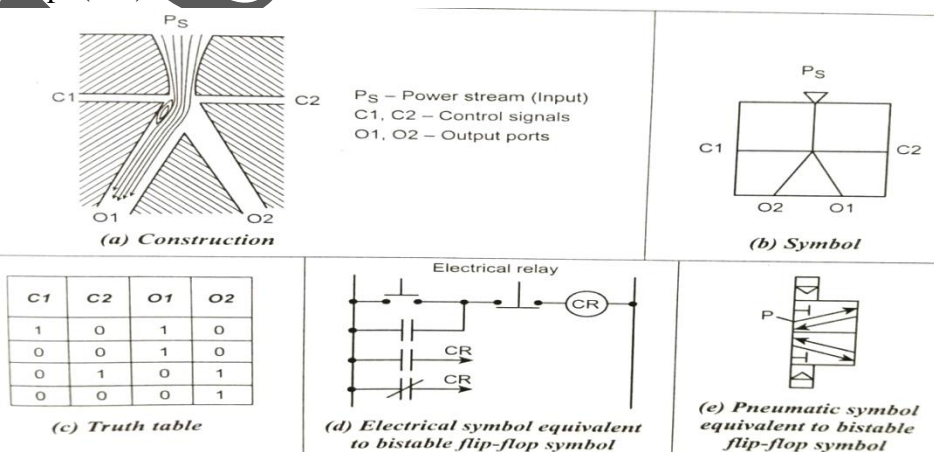 PS
C1
C2
PS – Power stream (Input)
C1, C2 – Control signals
O1, O2 – Output ports
O1
O2
(a) Construction
PS
C1
C2
O2
O1
(b) Symbol
C1 C2 O1 O2
1 0 1 0
0 0 1 0
0 1 0 1
0 0 0 1
(c) Truth table
Electrical relay
CR
CR
CR
(d) Electrical symbol equivalent
to bistable flip-flop symbol
P
(e) Pneumatic symbol
equivalent to bistable
flip-flop symbol